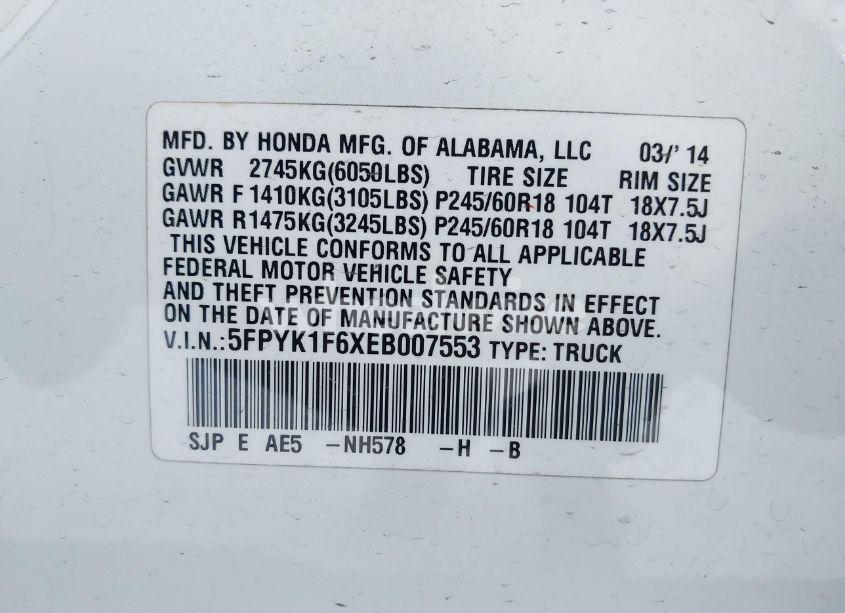 MFD. BY HONDA MFG. OF ALABAMA, LLC 03/' 14
GVWR 2745KG(6050LBS) TIRE SIZE RIM SIZE
GAWR F 1410KG(3105LBS) P245/60R18 104T 18X7.5J
GAWR R1475KG(3245LBS) P245/60R18 104T 18X7.5J
THIS VEHICLE CONFORMS TO ALL APPLICABLE
FEDERAL MOTOR VEHICLE SAFETY
AND THEFT PREVENTION STANDARDS IN EFFECT
ON THE DATE OF MANUFACTURE SHOWN ABOVE.
V.I.N.:5FPYK1F6XEB007553 TYPE: TRUCK
SJP E AE5 -NH578 -H -B